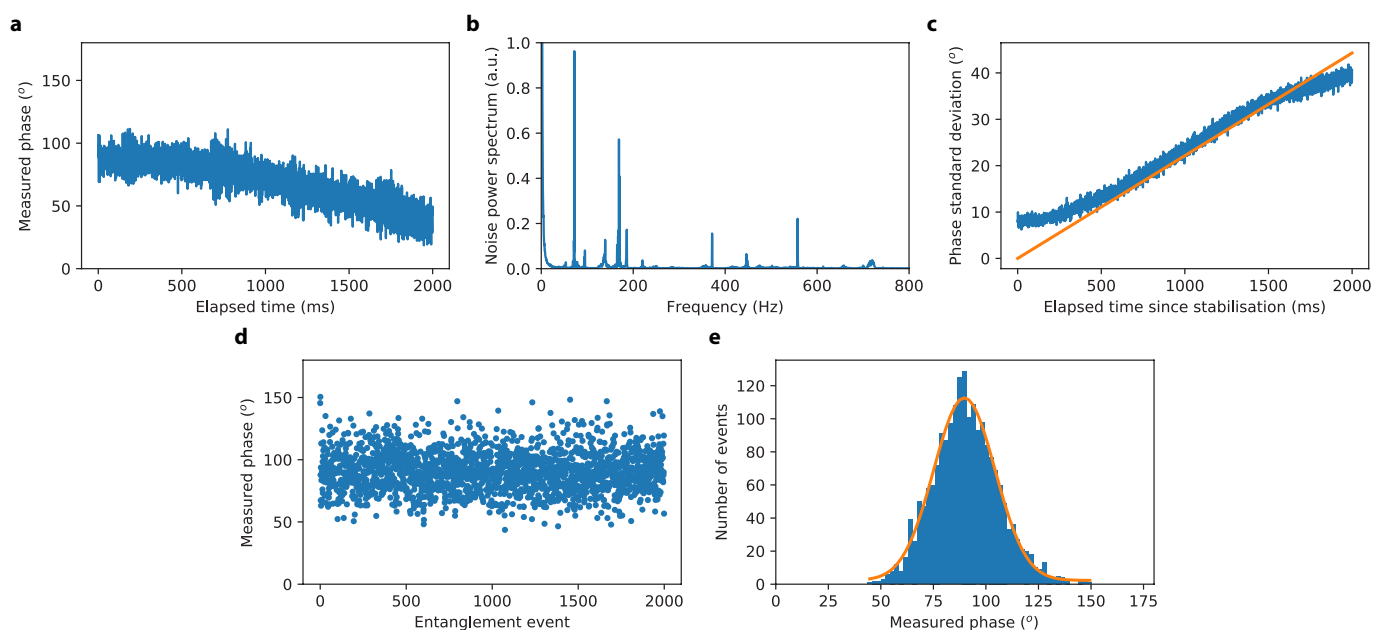 a
Measured phase (°)
150
100
50
0
0 500 1000 1500 2000
Elapsed time (ms)
b
Noise power spectrum (a.u.)
1.0
0.8
0.6
0.4
0.2
0.0
0 200 400 600 800
Frequency (Hz)
c
Phase standard deviation (°)
40
30
20
10
0
0 500 1000 1500 2000
Elapsed time since stabilisation (ms)
d
Measured phase (°)
150
100
50
0
0 500 1000 1500 2000
Entanglement event
e
Number of events
120
100
80
60
40
20
0
0 25 50 75 100 125 150 175
Measured phase (°)